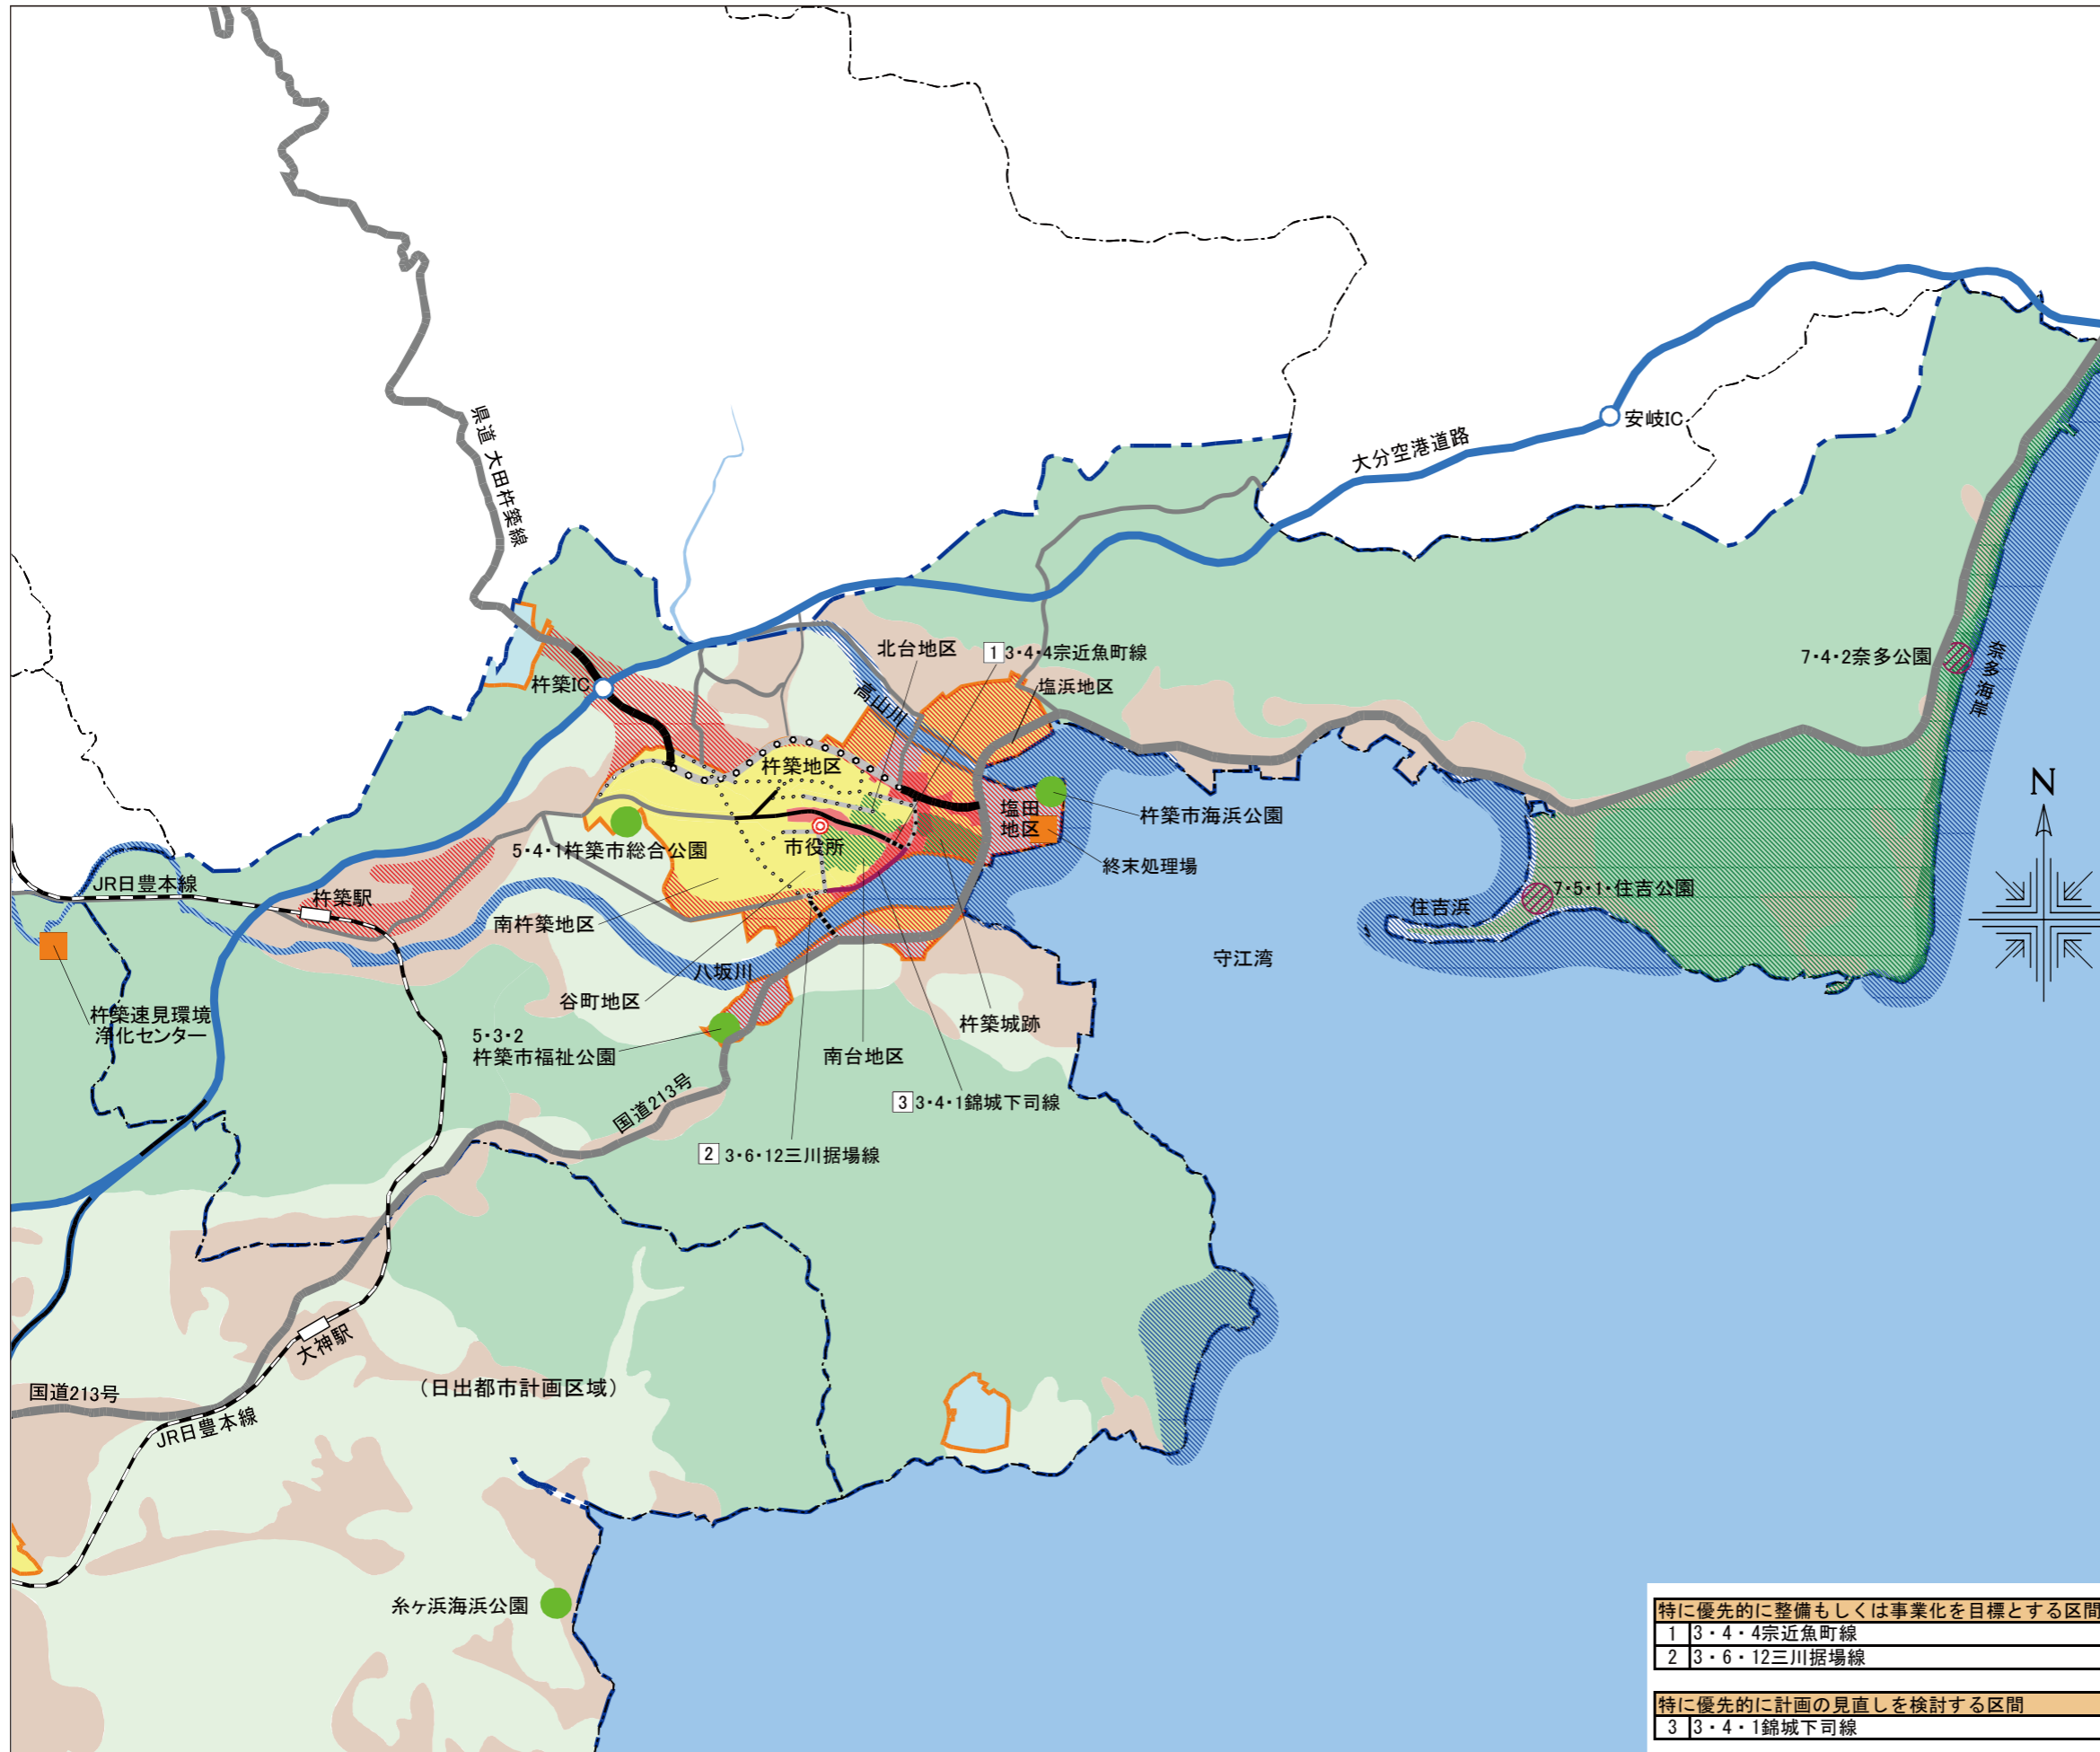 県道 大田杵築線
大分空港道路
安岐IC
杵築IC
北台地区
1 3・4・4宗近魚町線
塩浜地区
高山川
7・4・2奈多公園
奈多海岸
杵築地区
塩田
地区
杵築市海浜公園
N
市役所
5・4・1杵築市総合公園
終末処理場
JR日豊本線
杵築駅
7・5・1・住吉公園
住吉浜
南杵築地区
守江湾
八坂川
谷町地区
杵築速見環境
浄化センター
杵築城跡
5・3・2
杵築市福祉公園
南台地区
国道213号
3 3・4・1錦城下司線
2 3・6・12三川据場線
大神駅
(日出都市計画区域)
国道213号
JR日豊本線
糸ヶ浜海浜公園
特に優先的に整備もしくは事業化を目標とする区間
1 3・4・4宗近魚町線
2 3・6・12三川据場線
特に優先的に計画の見直しを検討する区間
3 3・4・1錦城下司線